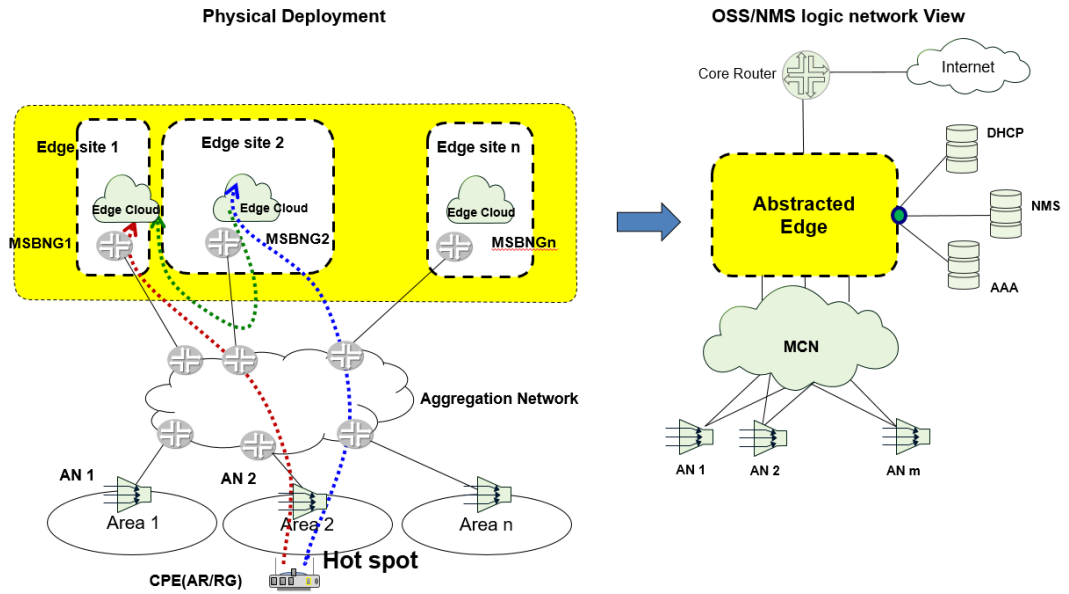 Physical Deployment
Edge site 1
Edge site 2
Edge site n
Edge Cloud
Edge Cloud
Edge Cloud
MSBNG1
MSBNG2
MSBNGn
Aggregation Network
AN 1
AN 2
Area 1
Area 2
Area n
Hot spot
CPE(AR/RG)
OSS/NMS logic network View
Core Router
Internet
DHCP
Abstracted
Edge
NMS
AAA
MCN
AN 1
AN 2
AN m